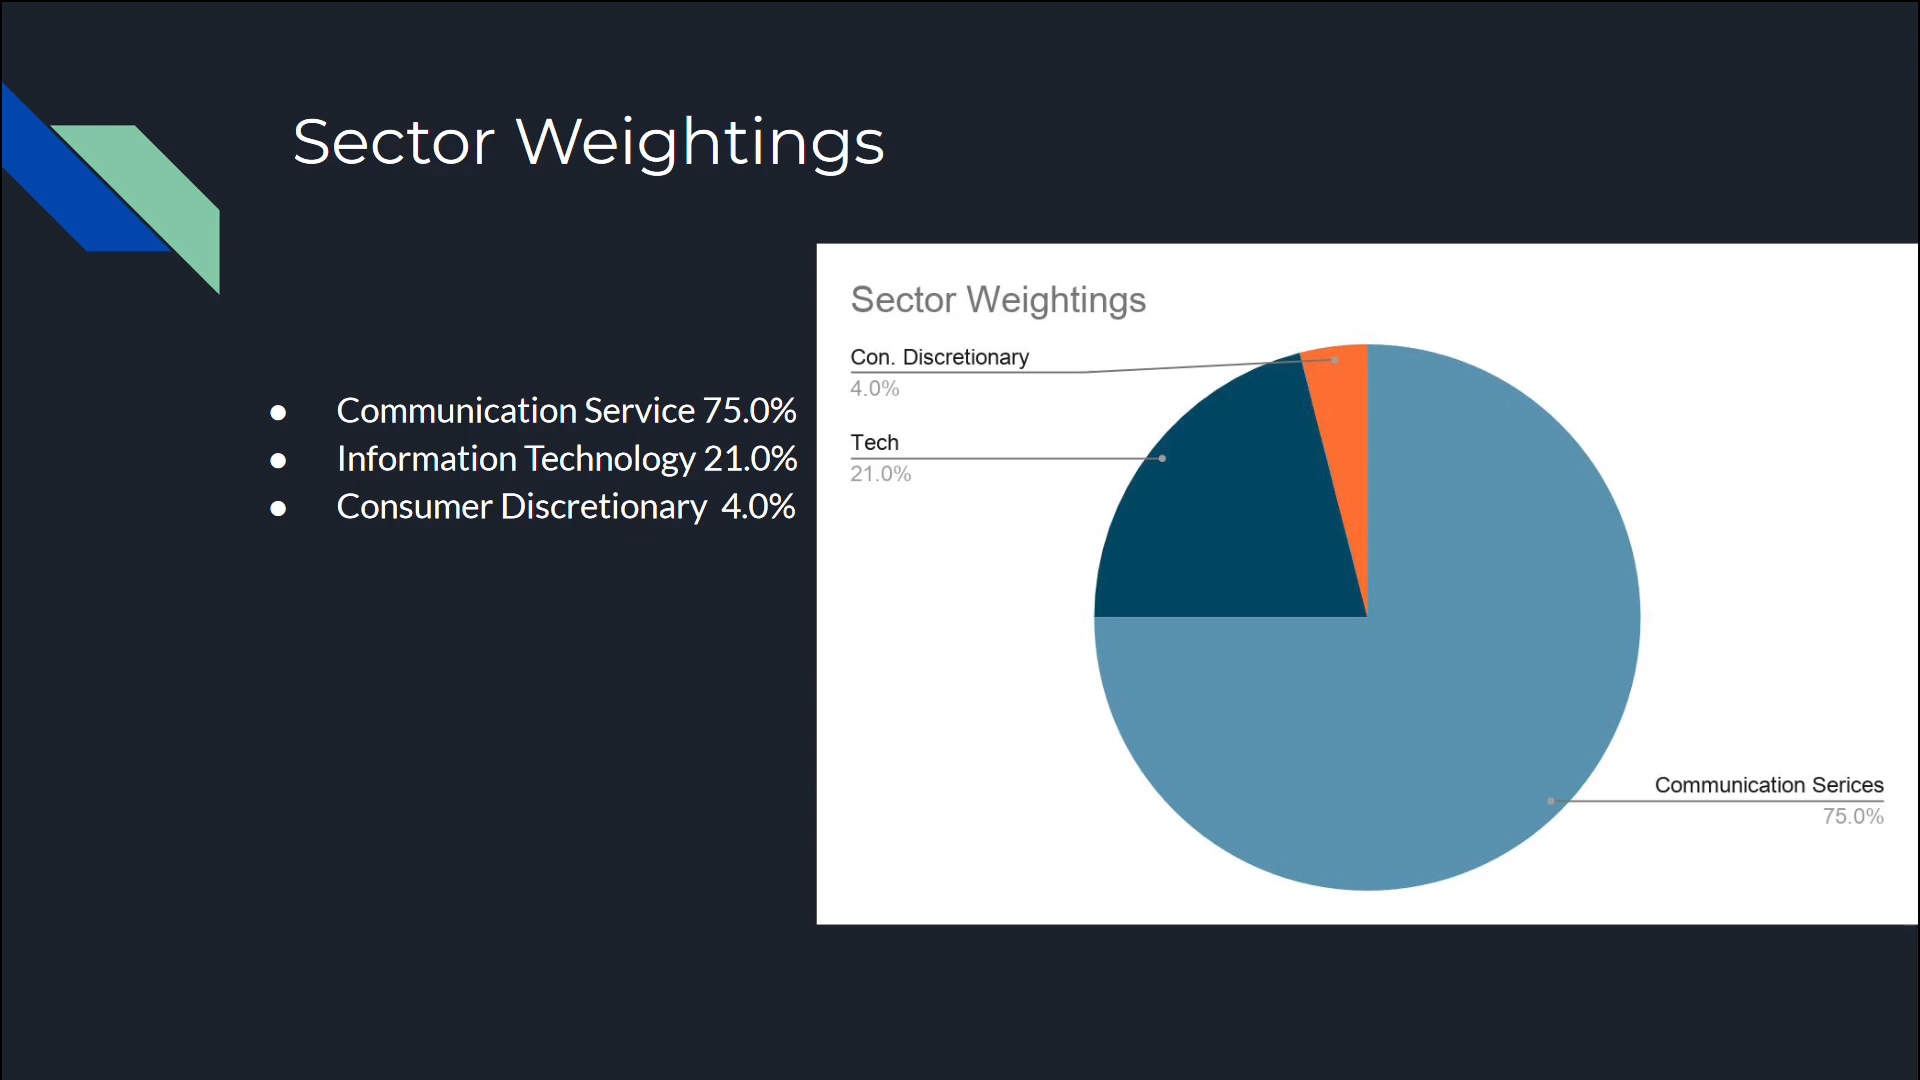 Sector Weightings
● Communication Service 75.0%
● Information Technology 21.0%
● Consumer Discretionary 4.0%
Sector Weightings
Con. Discretionary
4.0%
Tech
21.0%
Communication Serices
75.0%